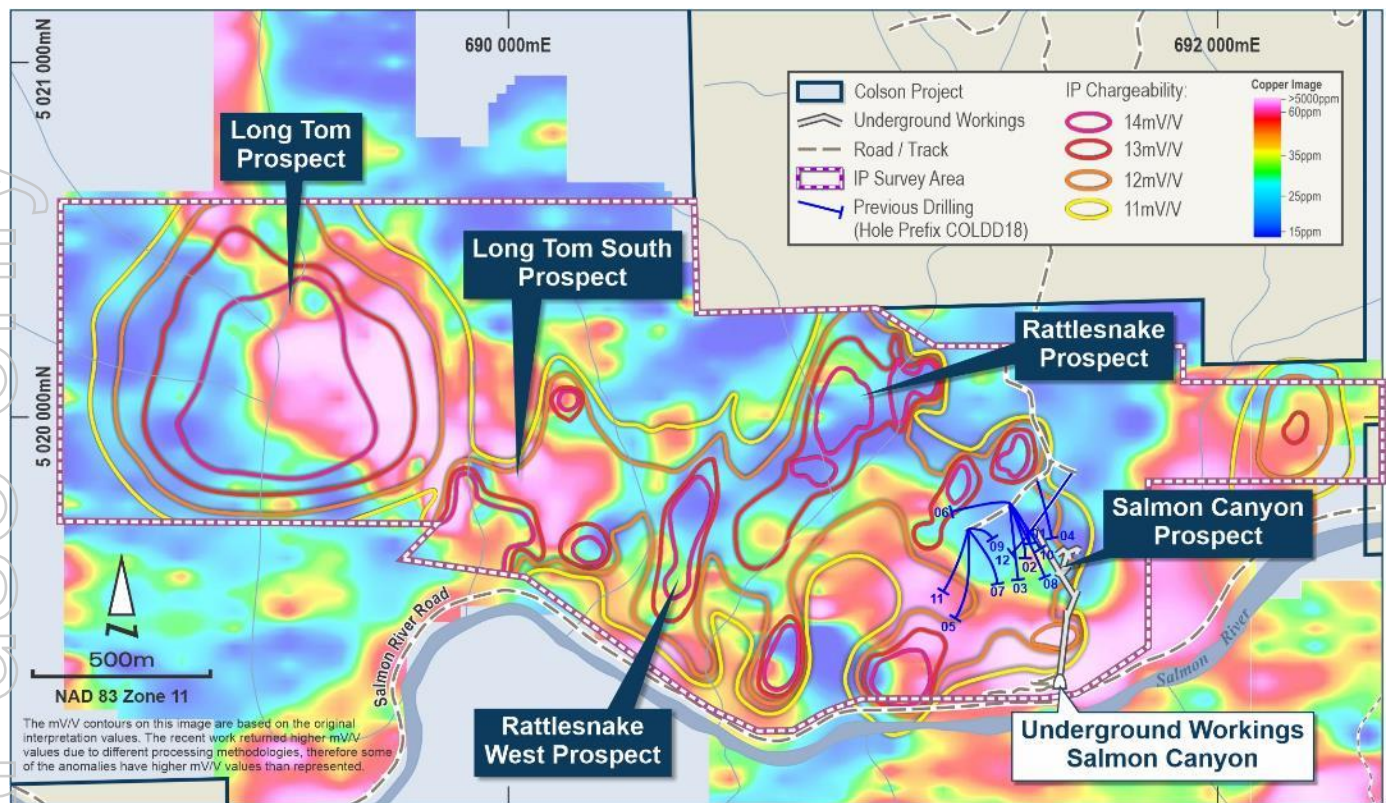 690 000mE
692 000mE
5 021 000mN
5 020 000mN
Long Tom
Prospect
Long Tom South
Prospect
Rattlesnake
Prospect
Salmon Canyon
Prospect
Rattlesnake
West Prospect
Underground Workings
Salmon Canyon
Colson Project
Underground Workings
Road / Track
IP Survey Area
Previous Drilling
(Hole Prefix COLDD18)
IP Chargeability:
14mV/V
13mV/V
12mV/V
11mV/V
Copper Image
>5000ppm
60ppm
35ppm
25ppm
15ppm
06
09
12
01
04
10
02
08
03
07
11
05
Salmon River Road
Salmon River
N
500m
NAD 83 Zone 11
The mV/V contours on this image are based on the original
interpretation values. The recent work returned higher mV/V
values due to different processing methodologies, therefore some
of the anomalies have higher mV/V values than represented.
only